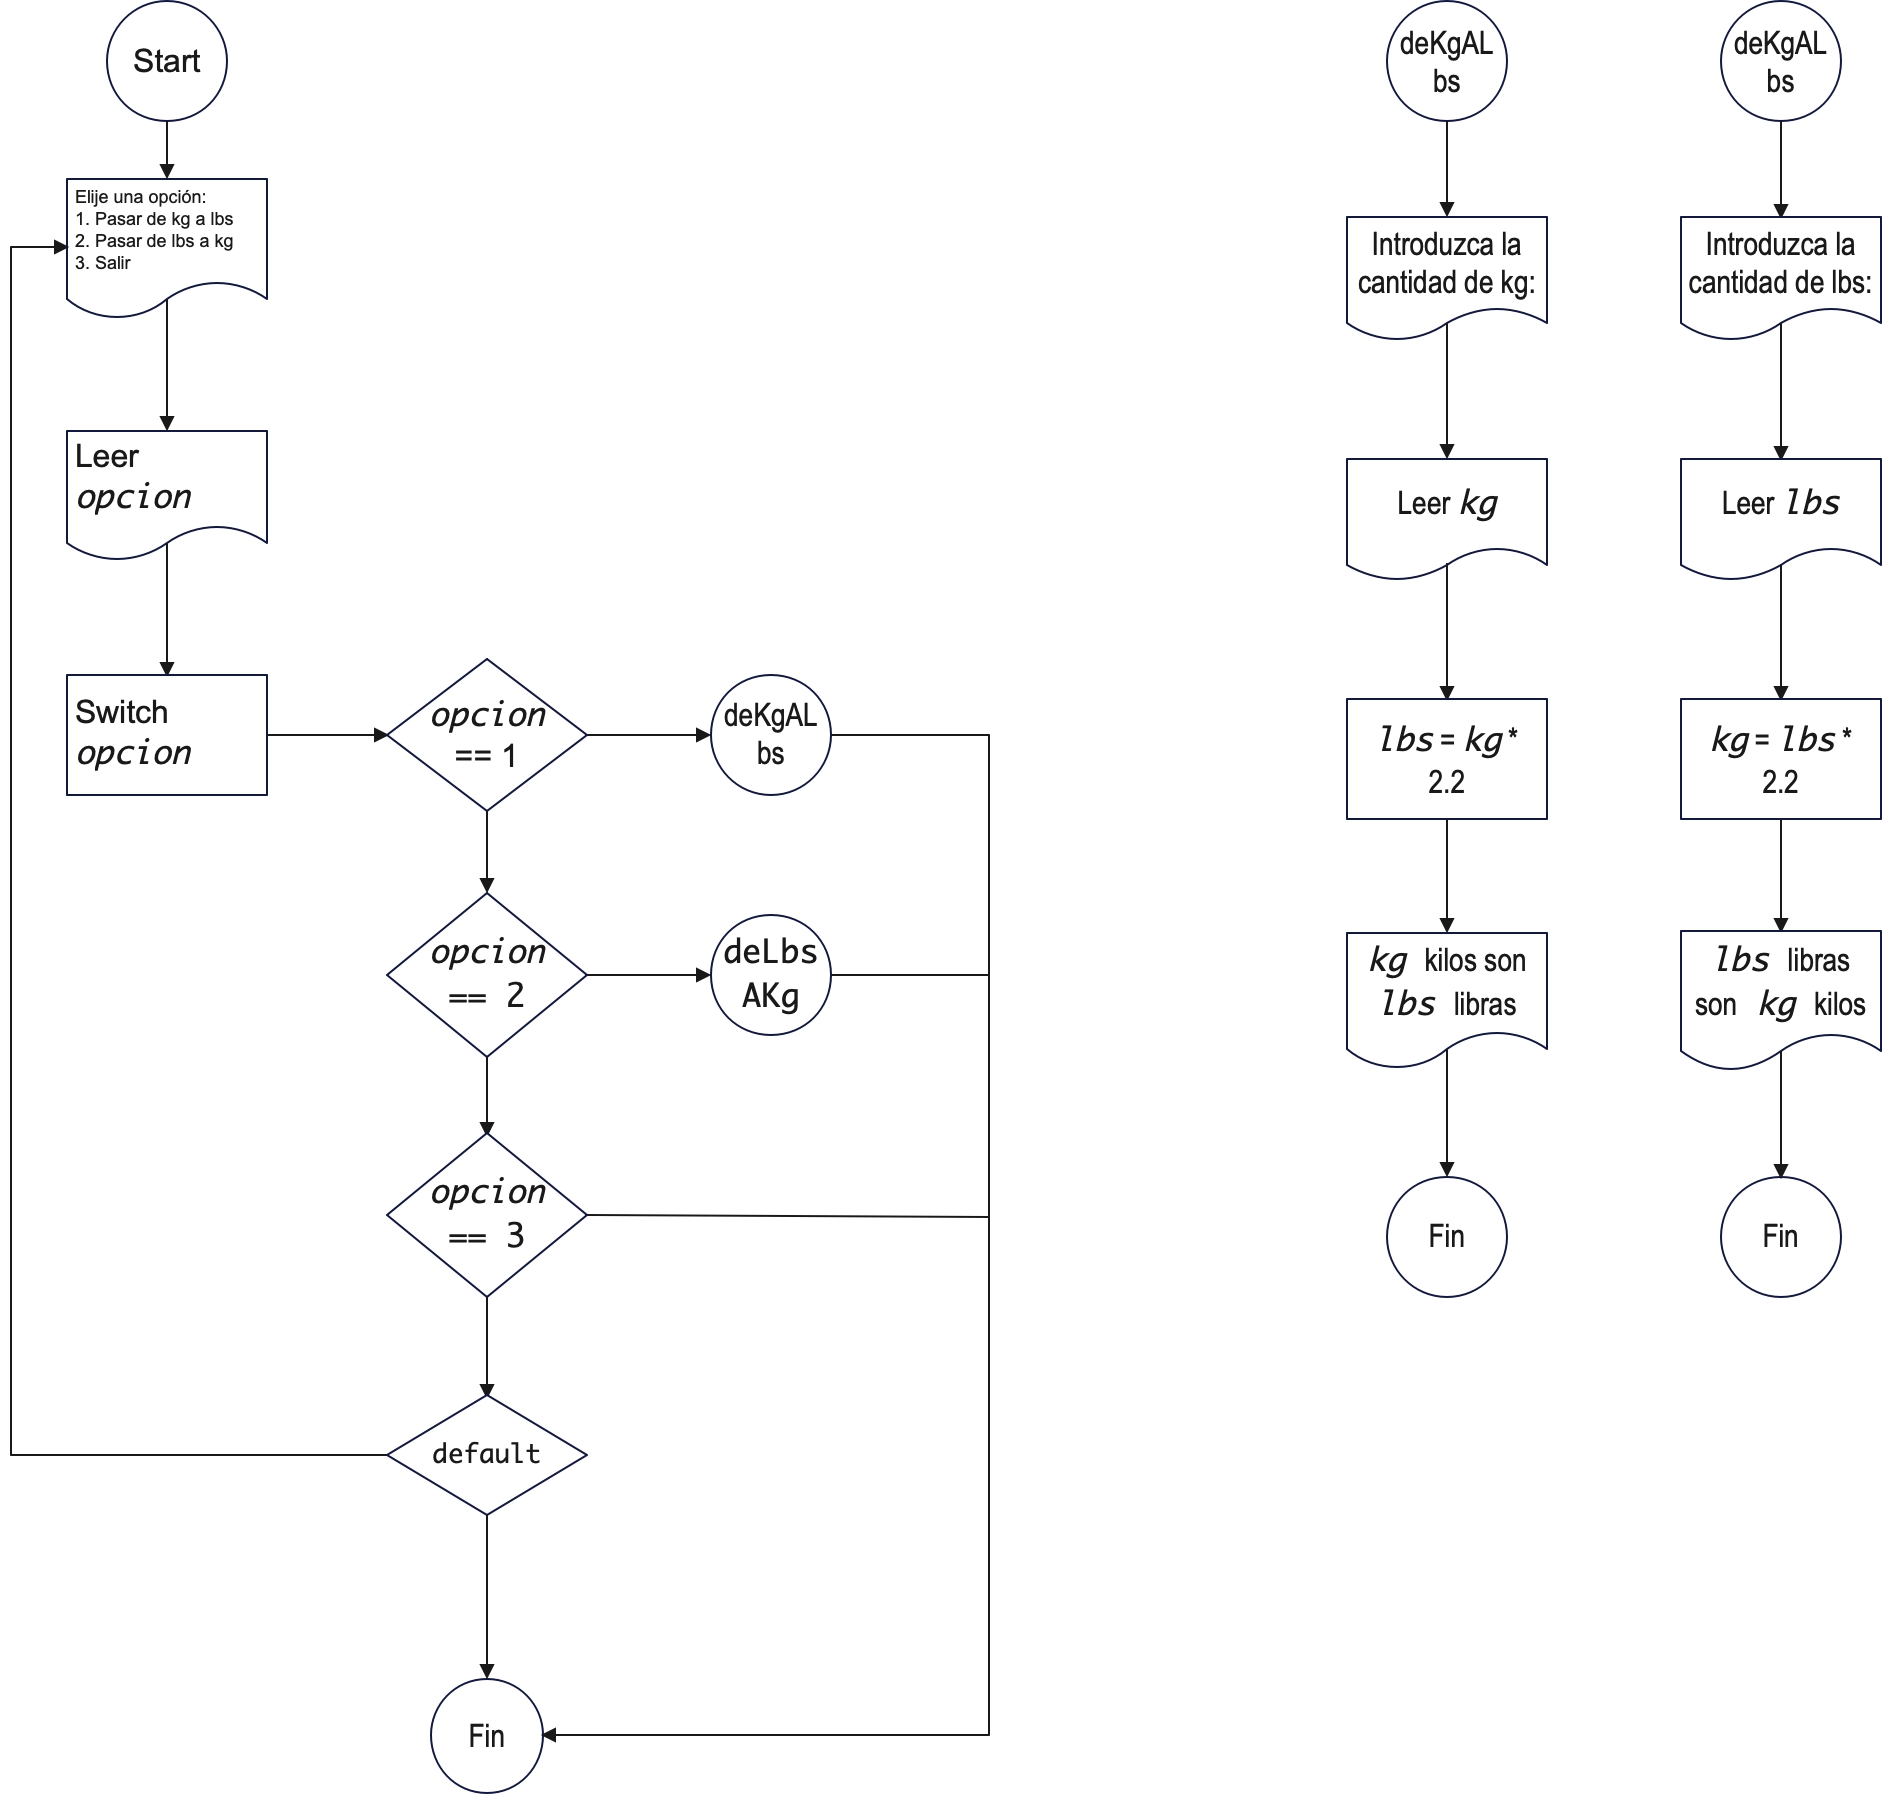 Start
Elije una opción:
1. Pasar de kg a lbs
2. Pasar de lbs a kg
3. Salir
Leer
opcion
Switch
opcion
opcion
== 1
deKgAL
bs
opcion
== 2
deLbs
AKg
opcion
== 3
default
Fin
deKgAL
bs
Introduzca la
cantidad de kg:
Leer kg
lbs = kg *
2.2
kg kilos son
lbs libras
Fin
deKgAL
bs
Introduzca la
cantidad de lbs:
Leer lbs
kg = lbs *
2.2
lbs libras
son kg kilos
Fin